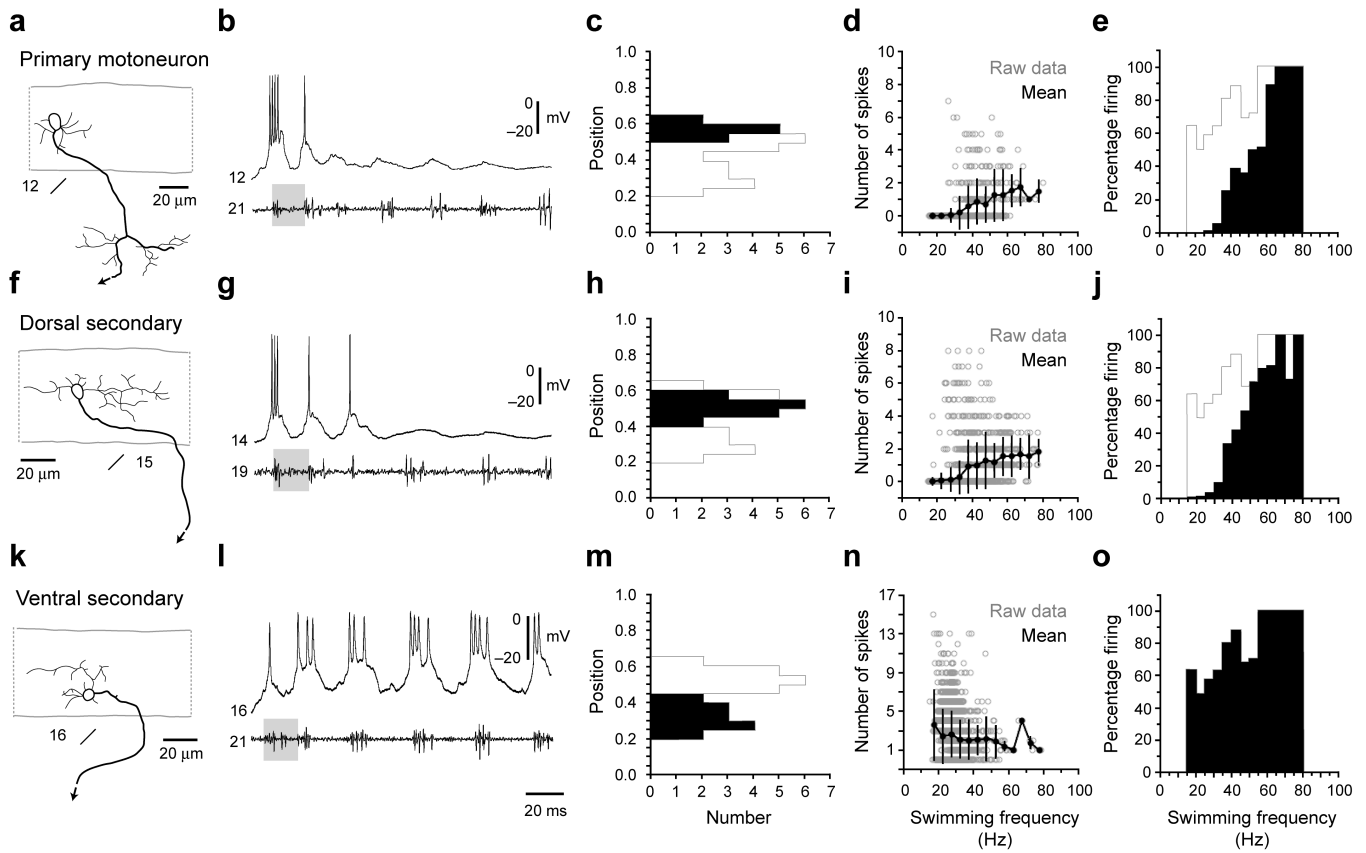 a
b
c
d
e
Primary motoneuron
12
20 μm
0
–20
mV
12
21
Position
1.0
0.8
0.6
0.4
0.2
0.0
0 1 2 3 4 5 6 7
Number of spikes
10
8
6
4
2
0
Raw data
Mean
0 20 40 60 80 100
Percentage firing
100
80
60
40
20
0
0 20 40 60 80 100
f
g
h
i
j
Dorsal secondary
20 μm
15
0
–20
mV
14
19
Position
1.0
0.8
0.6
0.4
0.2
0.0
0 1 2 3 4 5 6 7
Number of spikes
10
8
6
4
2
0
Raw data
Mean
0 20 40 60 80 100
Percentage firing
100
80
60
40
20
0
0 20 40 60 80 100
k
l
m
n
o
Ventral secondary
16
20 μm
0
–20
mV
16
21
20 ms
Position
1.0
0.8
0.6
0.4
0.2
0.0
0 1 2 3 4 5 6 7
Number
Number of spikes
17
13
9
5
1
Raw data
Mean
0 20 40 60 80 100
Swimming frequency
(Hz)
Percentage firing
100
80
60
40
20
0
0 20 40 60 80 100
Swimming frequency
(Hz)